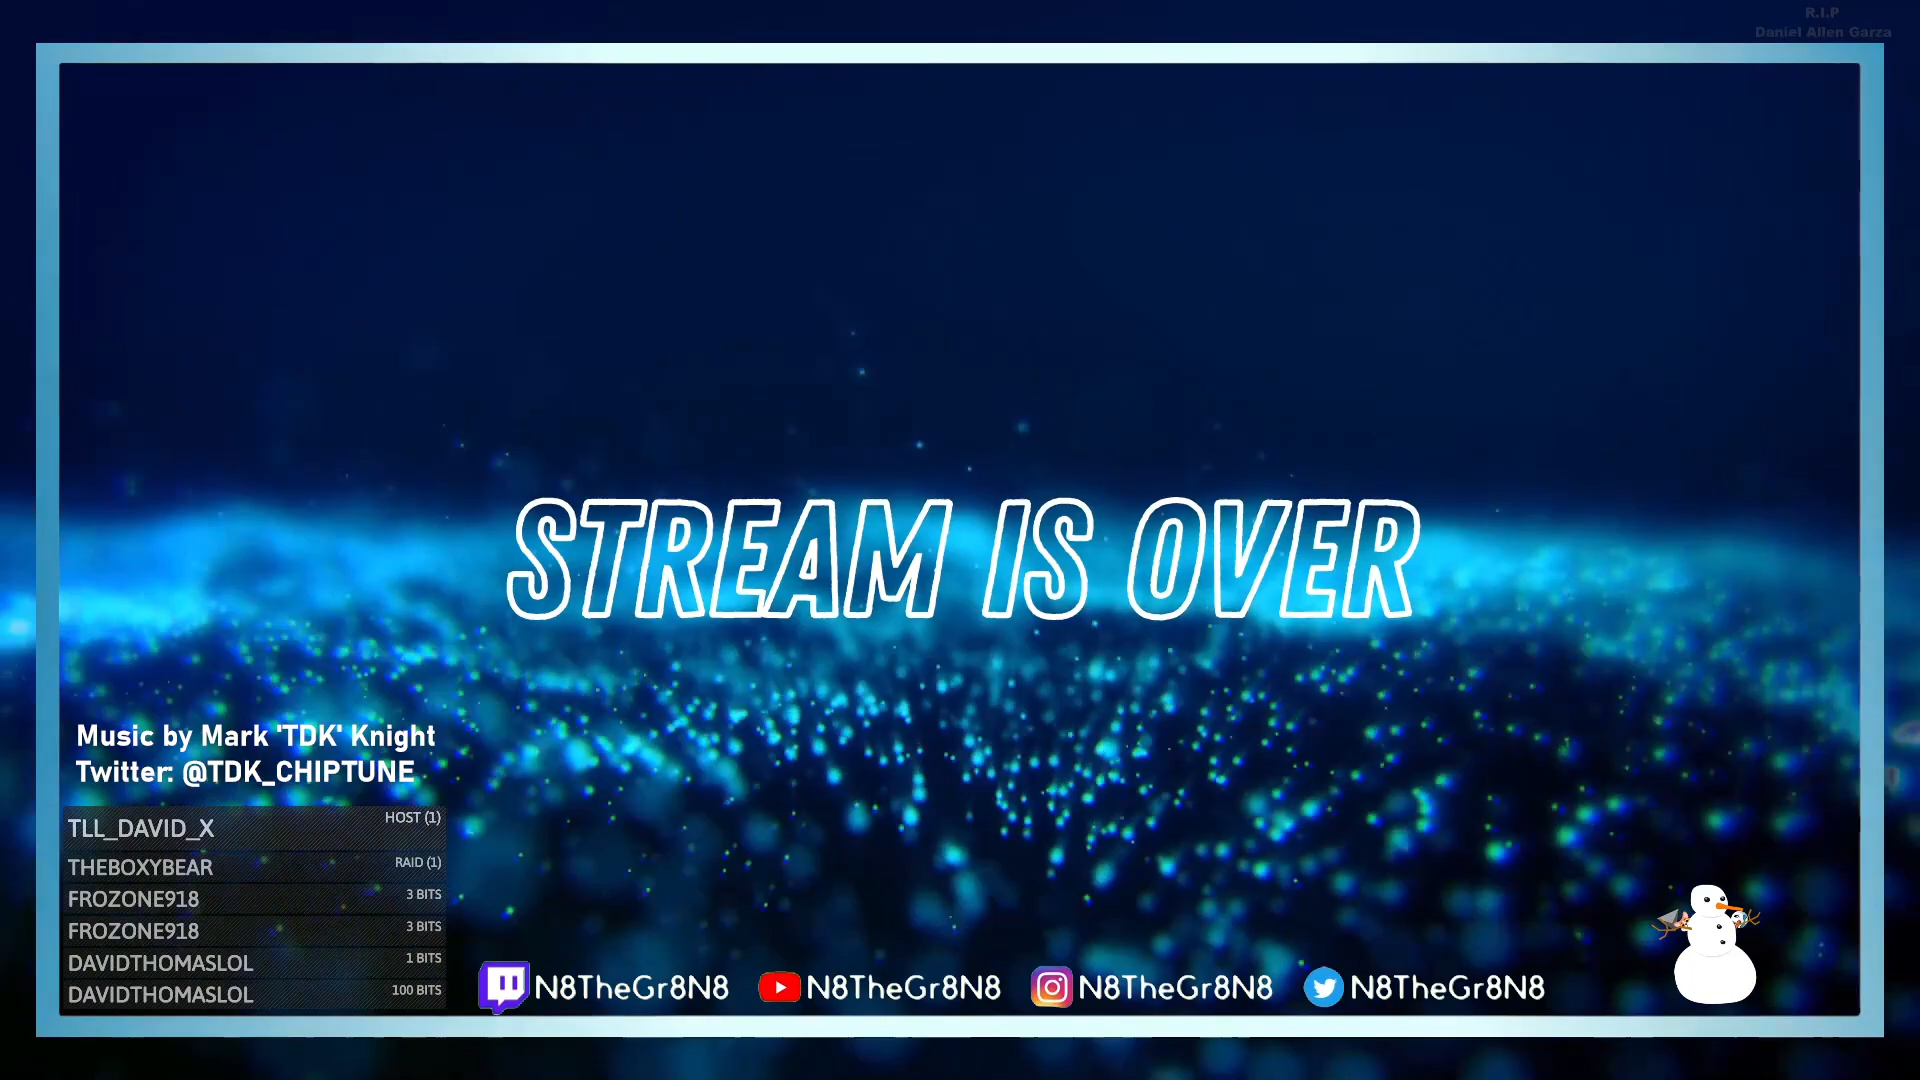 R.I.P
Daniel Allen Garza
STREAM IS OVER
Music by Mark 'TDK' Knight
Twitter: @TDK_CHIPTUNE
TLL_DAVID_X HOST (1)
THEBOXYBEAR RAID (1)
FROZONE918 3 BITS
FROZONE918 3 BITS
DAVIDTHOMASLOL 1 BITS
DAVIDTHOMASLOL 100 BITS
N8TheGr8N8 N8TheGr8N8 N8TheGr8N8 N8TheGr8N8